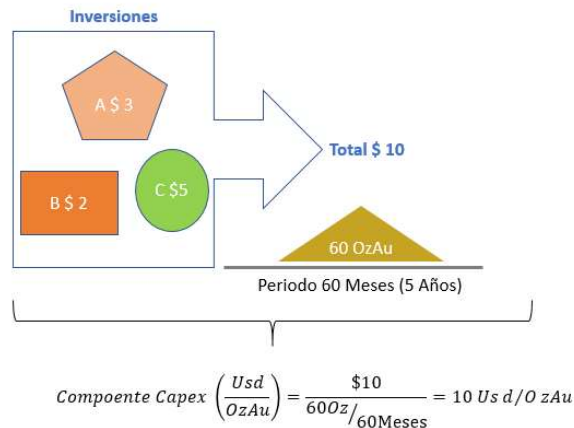 Inversiones
A $ 3
B $ 2
C $5
Total $ 10
60 OzAu
Periodo 60 Meses (5 Años)
Compoente Capex (Usd/OzAu) = $10 / (60Oz/60Meses) = 10 Us d/O zAu